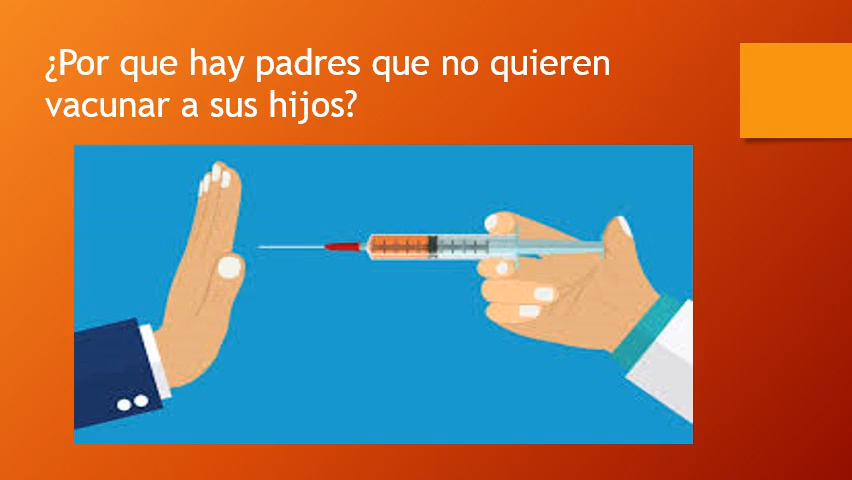 ¿Por que hay padres que no quieren
vacunar a sus hijos?